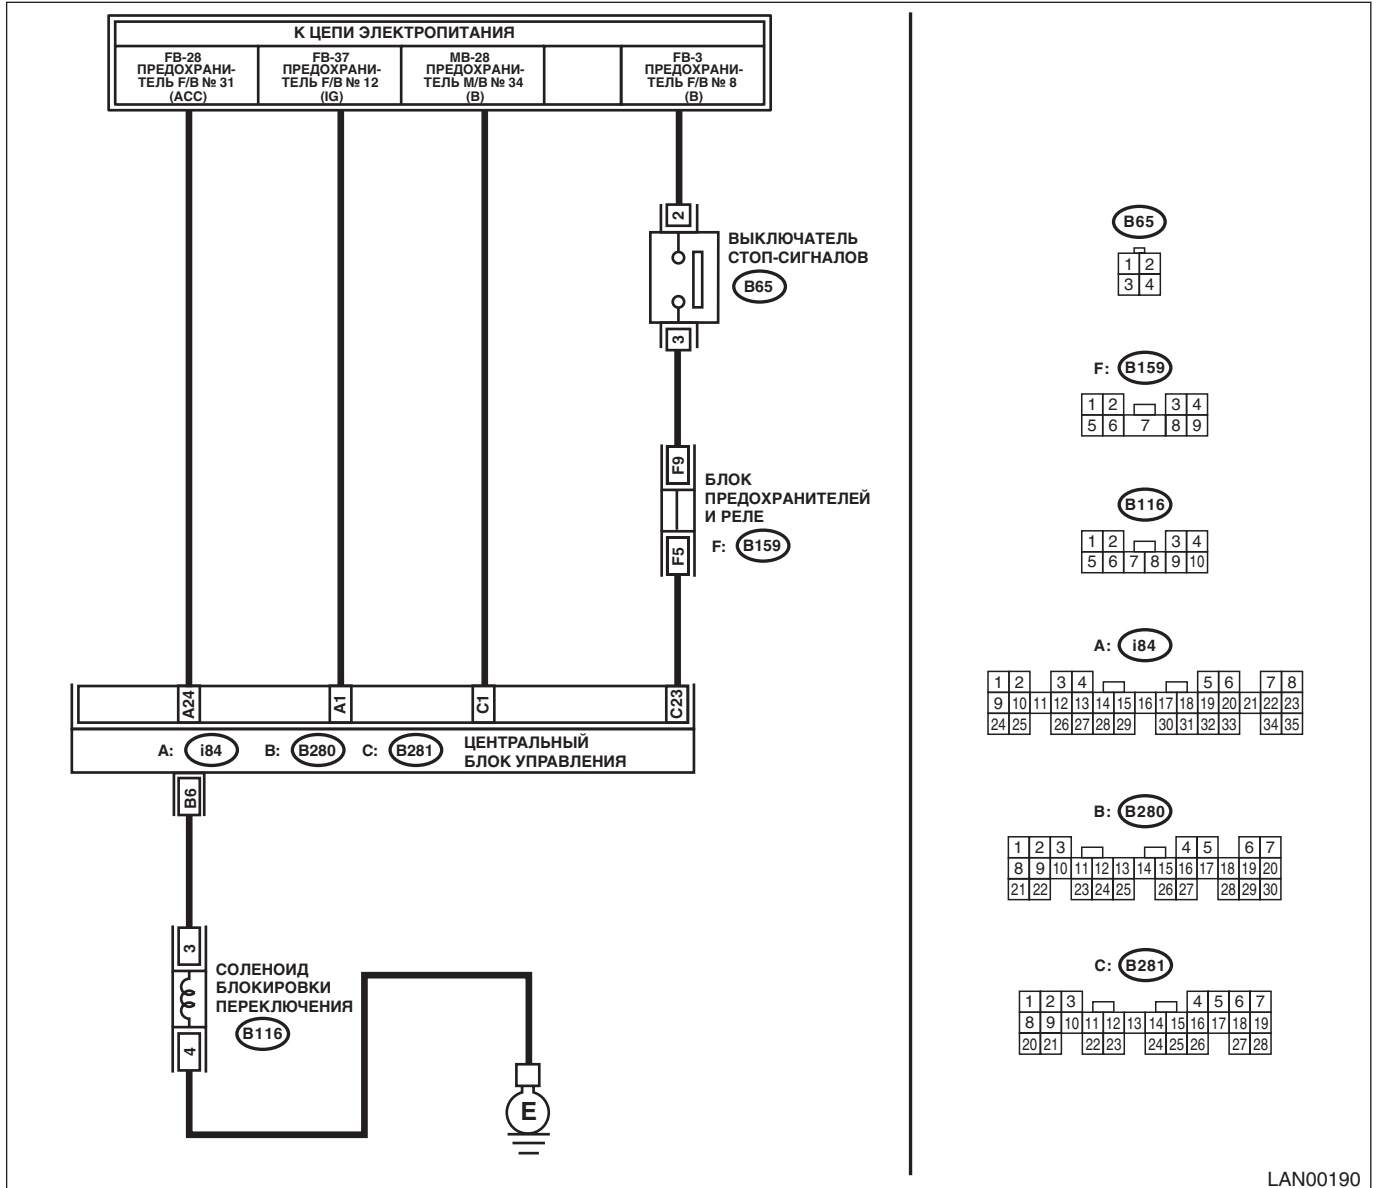 К ЦЕПИ ЭЛЕКТРОПИТАНИЯ
FB-28
ПРЕДОХРАНИ-
ТЕЛЬ F/B № 31
(ACC)
FB-37
ПРЕДОХРАНИ-
ТЕЛЬ F/B № 12
(IG)
MB-28
ПРЕДОХРАНИ-
ТЕЛЬ M/B № 34
(B)
FB-3
ПРЕДОХРАНИ-
ТЕЛЬ F/B № 8
(B)
2
ВЫКЛЮЧАТЕЛЬ
СТОП-СИГНАЛОВ
B65
3
F9
БЛОК
ПРЕДОХРАНИТЕЛЕЙ
И РЕЛЕ
F: B159
F5
A24
A1
C1
C23
A: i84 B: B280 C: B281
ЦЕНТРАЛЬНЫЙ
БЛОК УПРАВЛЕНИЯ
B6
3
СОЛЕНОИД
БЛОКИРОВКИ
ПЕРЕКЛЮЧЕНИЯ
B116
4
E
B65
1 2
3 4
F: B159
1 2 3 4
5 6 7 8 9
B116
1 2 3 4
5 6 7 8 9 10
A: i84
1 2 3 4 5 6 7 8
9 10 11 12 13 14 15 16 17 18 19 20 21 22 23
24 25 26 27 28 29 30 31 32 33 34 35
B: B280
1 2 3 4 5 6 7
8 9 10 11 12 13 14 15 16 17 18 19 20
21 22 23 24 25 26 27 28 29 30
C: B281
1 2 3 4 5 6 7
8 9 10 11 12 13 14 15 16 17 18 19
20 21 22 23 24 25 26 27 28
LAN00190